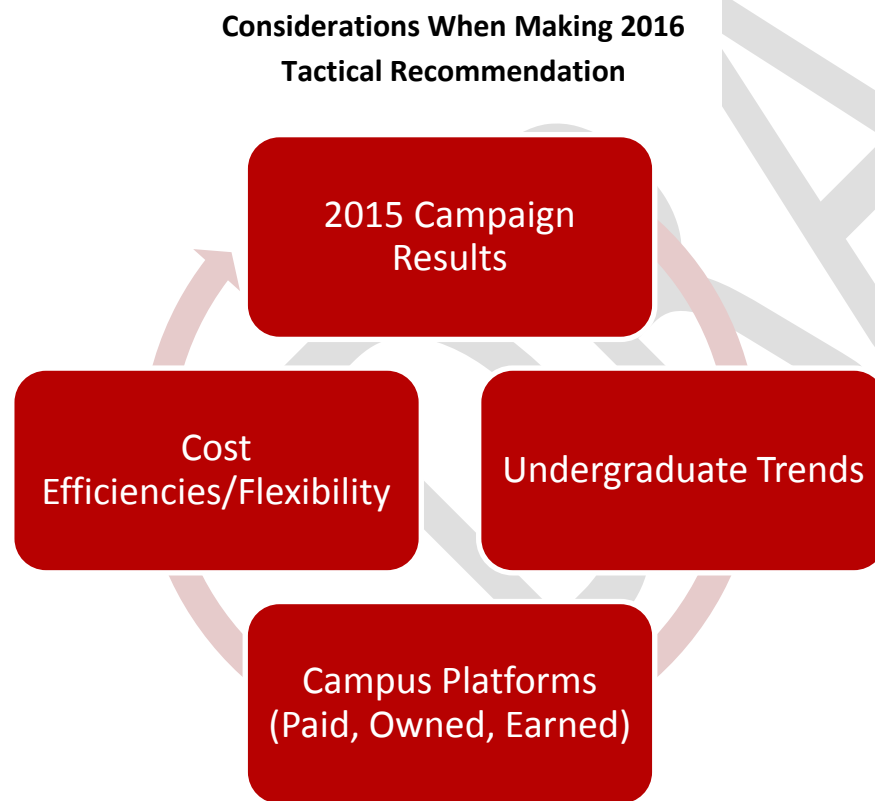 Considerations When Making 2016
Tactical Recommendation
2015 Campaign
Results
Cost
Efficiencies/Flexibility
Undergraduate Trends
Campus Platforms
(Paid, Owned, Earned)